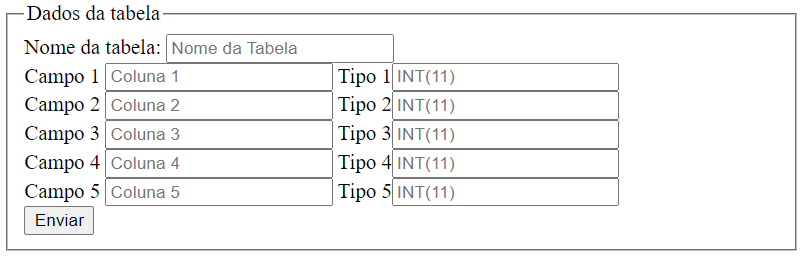 Dados da tabela
Nome da tabela: Nome da Tabela
Campo 1 Coluna 1 Tipo 1 INT(11)
Campo 2 Coluna 2 Tipo 2 INT(11)
Campo 3 Coluna 3 Tipo 3 INT(11)
Campo 4 Coluna 4 Tipo 4 INT(11)
Campo 5 Coluna 5 Tipo 5 INT(11)
Enviar